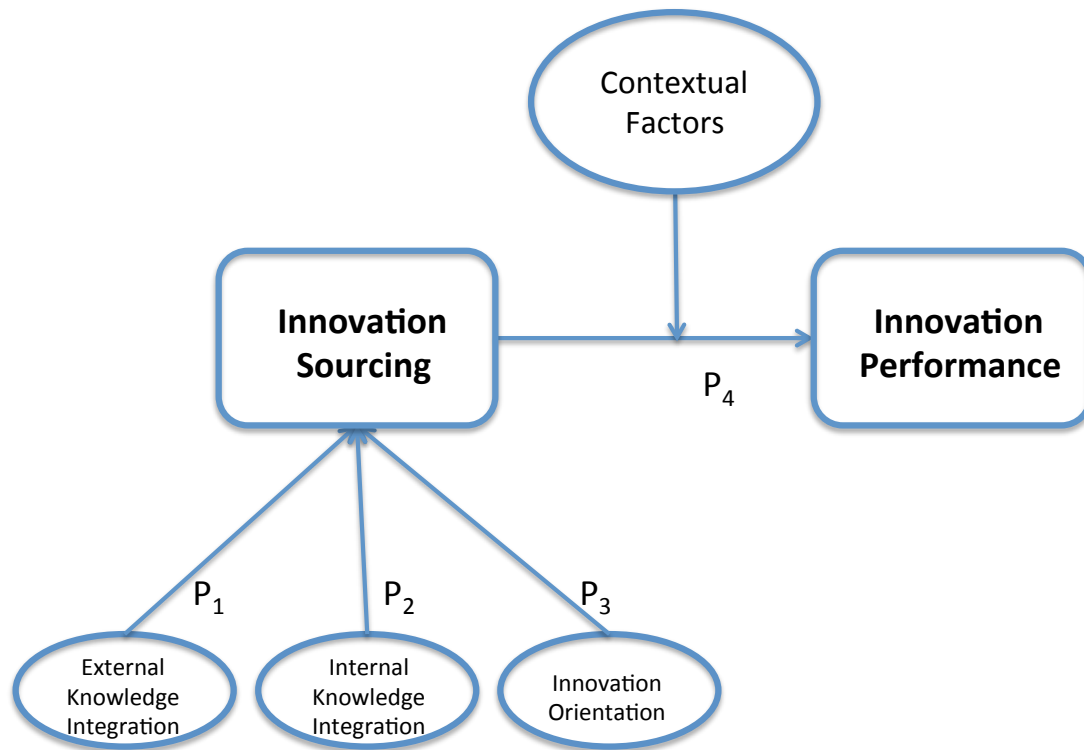 Contextual
Factors
Innovation
Sourcing
Innovation
Performance
P₄
P₁
P₂
P₃
External
Knowledge
Integration
Internal
Knowledge
Integration
Innovation
Orientation